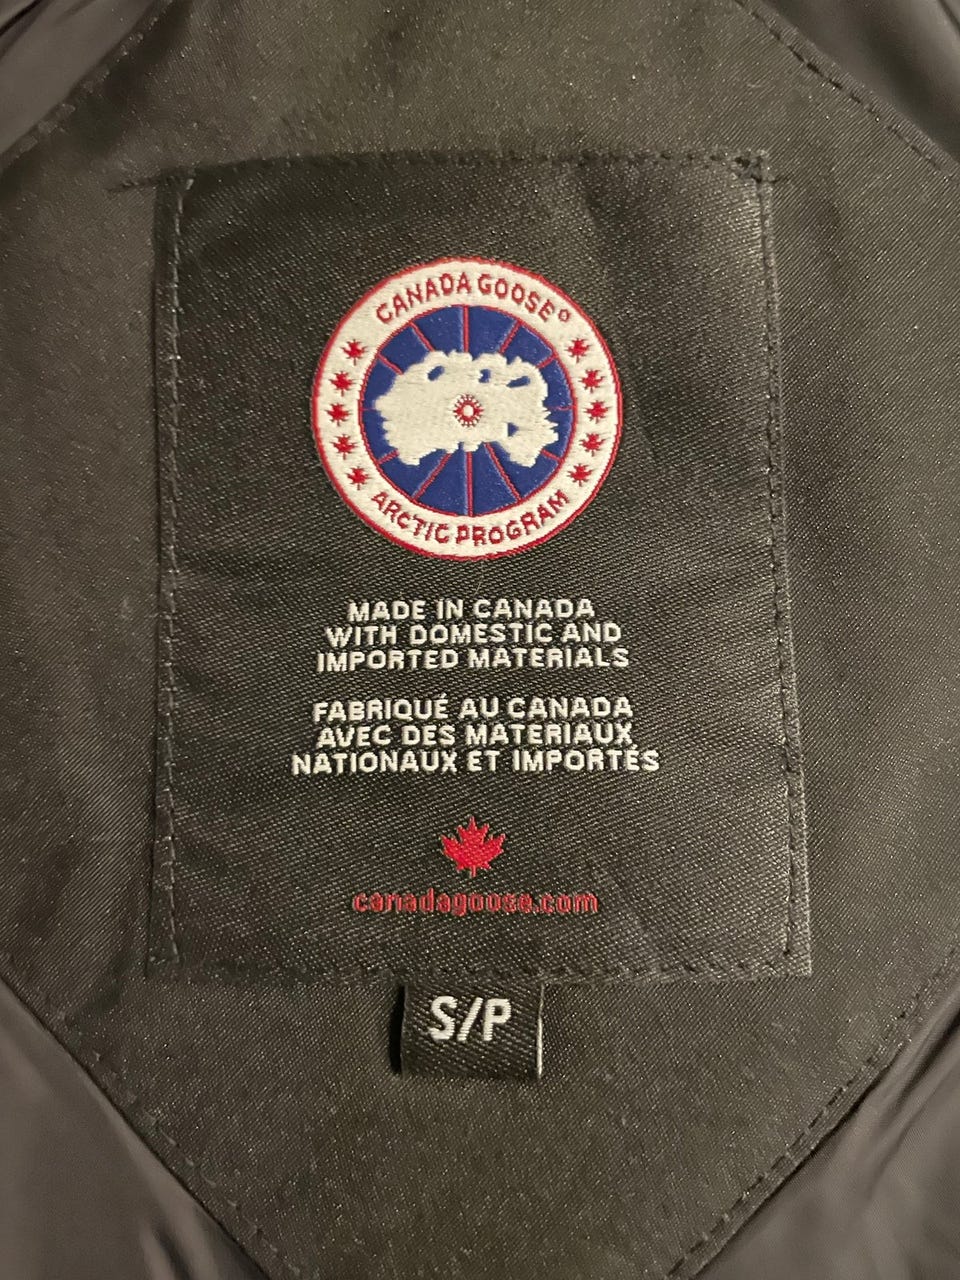 CANADA GOOSE®
ARCTIC PROGRAM
MADE IN CANADA
WITH DOMESTIC AND
IMPORTED MATERIALS
FABRIQUÉ AU CANADA
AVEC DES MATERIAUX
NATIONAUX ET IMPORTÉS
canadagoose.com
S/P